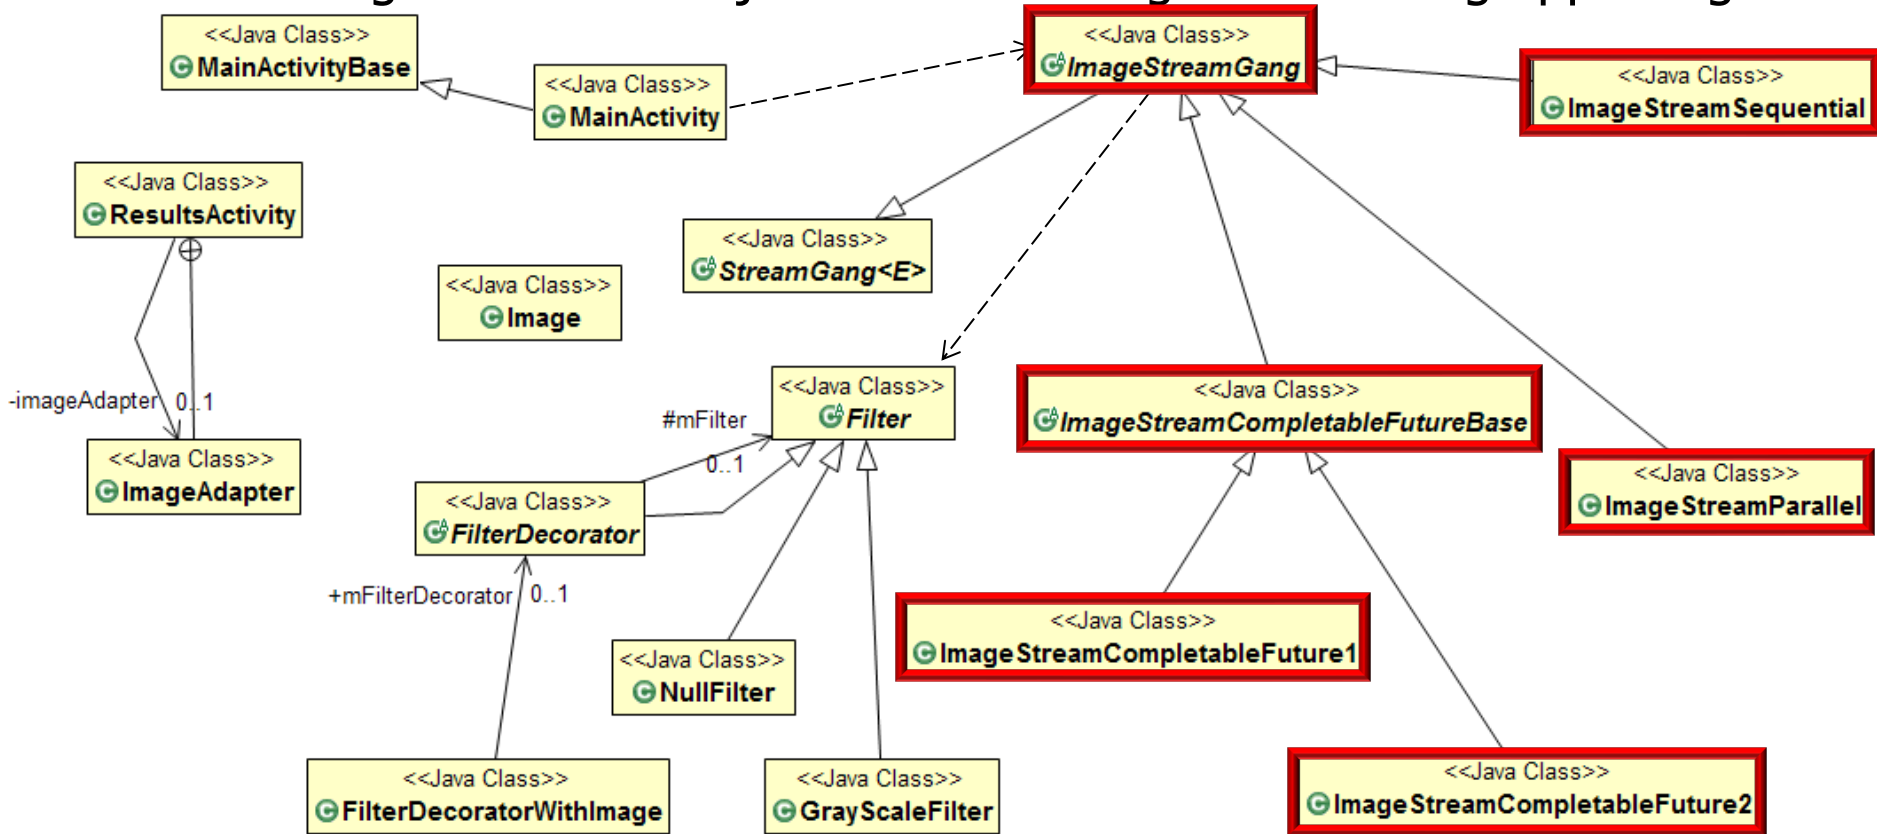 <<Java Class>>
MainActivityBase
<<Java Class>>
MainActivity
<<Java Class>>
ImageStreamGang
<<Java Class>>
ImageStreamSequential
<<Java Class>>
ResultsActivity
<<Java Class>>
StreamGang<E>
<<Java Class>>
Image
-imageAdapter
0..1
<<Java Class>>
ImageAdapter
<<Java Class>>
Filter
#mFilter
0..1
<<Java Class>>
ImageStreamCompletableFutureBase
<<Java Class>>
ImageStreamParallel
<<Java Class>>
FilterDecorator
+mFilterDecorator
0..1
<<Java Class>>
NullFilter
<<Java Class>>
ImageStreamCompletableFuture1
<<Java Class>>
FilterDecoratorWithImage
<<Java Class>>
GrayScaleFilter
<<Java Class>>
ImageStreamCompletableFuture2